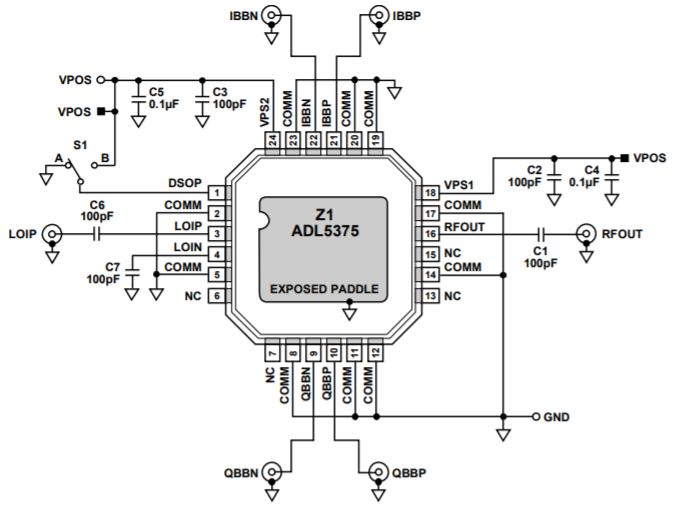 IBBN
IBBP
VPOS
VPOS
C5
0.1µF
C3
100pF
S1
A
B
VPS2
COMM
IBBN
IBBP
COMM
COMM
24
23
22
21
20
19
DSOP
1
COMM
2
LOIP
3
LOIN
4
COMM
5
NC
6
C6
100pF
LOIP
C7
100pF
Z1
ADL5375
EXPOSED PADDLE
18
VPS1
17
COMM
16
RFOUT
15
NC
14
COMM
13
NC
C2
100pF
C4
0.1µF
VPOS
C1
100pF
RFOUT
7
8
9
10
11
12
NC
COMM
QBBN
QBBP
COMM
COMM
GND
QBBN
QBBP